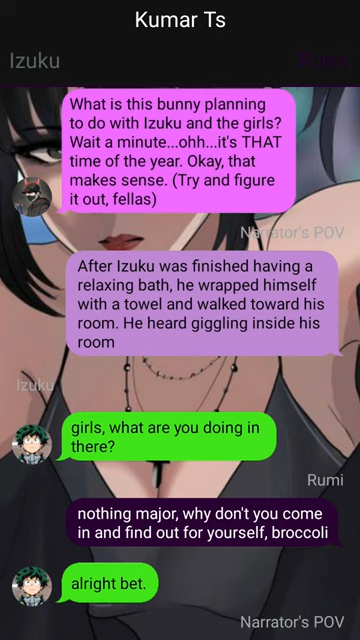 Kumar Ts
Izuku
Rumi
What is this bunny planning
to do with Izuku and the girls?
Wait a minute...ohh...it's THAT
time of the year. Okay, that
makes sense. (Try and figure
it out, fellas)
Narrator's POV
After Izuku was finished having a
relaxing bath, he wrapped himself
with a towel and walked toward his
room. He heard giggling inside his
room
Izuku
girls, what are you doing in
there?
Rumi
nothing major, why don't you come
in and find out for yourself, broccoli
alright bet.
Narrator's POV